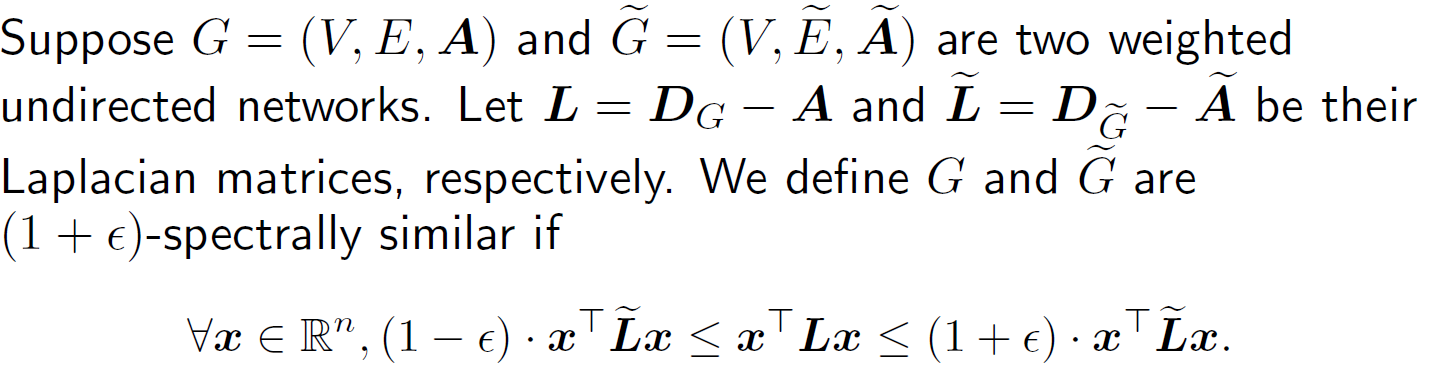 Suppose G = (V, E, A) and G̃ = (V, Ẽ, Ã) are two weighted
undirected networks. Let L = D_G − A and L̃ = D_G̃ − Ã be their
Laplacian matrices, respectively. We define G and G̃ are
(1 + ϵ)-spectrally similar if
∀x ∈ ℝⁿ, (1 − ϵ) · x⊤L̃x ≤ x⊤Lx ≤ (1 + ϵ) · x⊤L̃x.